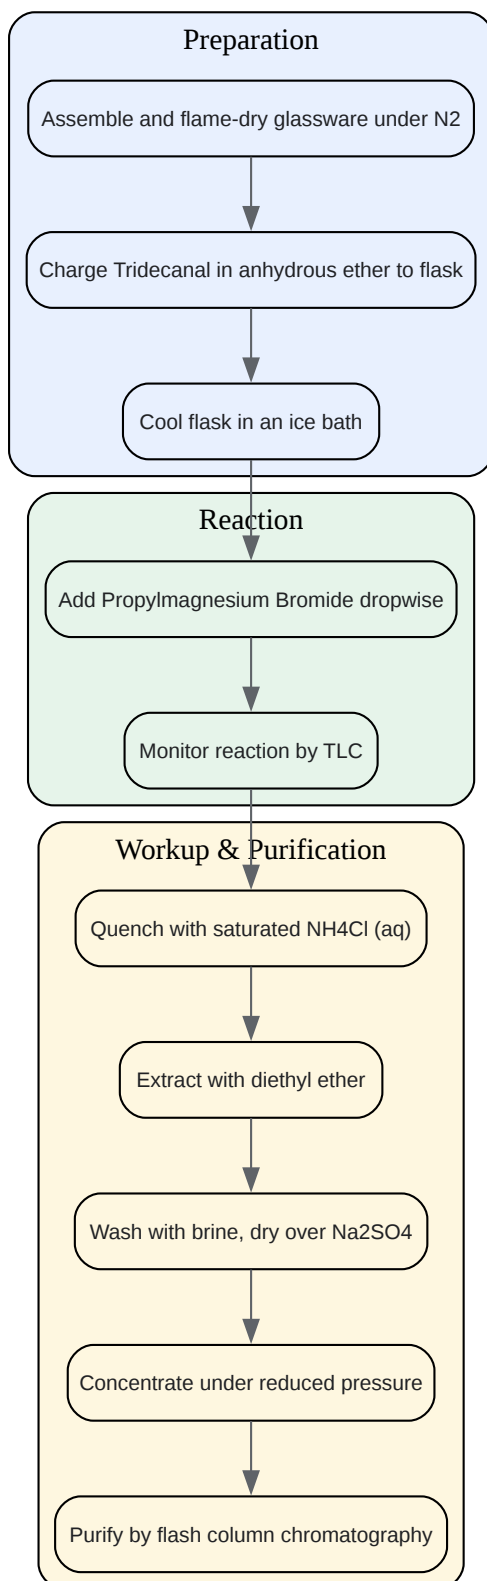 Preparation
Assemble and flame-dry glassware under N2
Charge Tridecanal in anhydrous ether to flask
Cool flask in an ice bath
Reaction
Add Propylmagnesium Bromide dropwise
Monitor reaction by TLC
Workup & Purification
Quench with saturated NH4Cl (aq)
Extract with diethyl ether
Wash with brine, dry over Na2SO4
Concentrate under reduced pressure
Purify by flash column chromatography